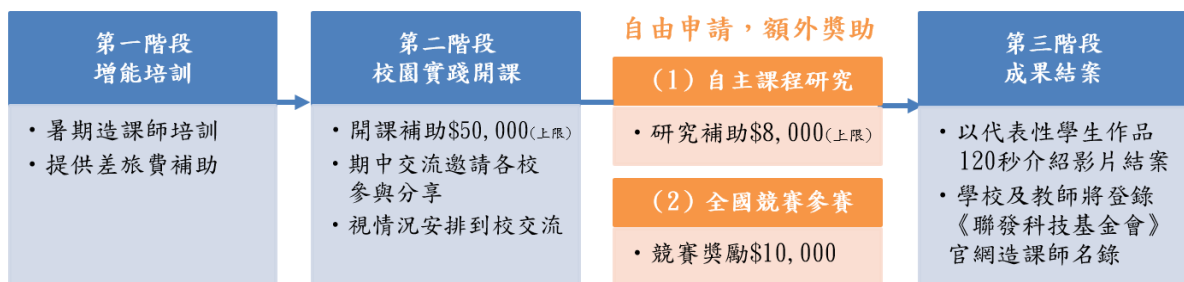 第一階段
增能培訓
・暑期造課師培訓
・提供差旅費補助
第二階段
校園實踐開課
・開課補助$50,000(上限)
・期中交流邀請各校
參與分享
・視情況安排到校交流
自由申請，額外獎助
(1)自主課程研究
・研究補助$8,000(上限)
(2)全國競賽參賽
・競賽獎勵$10,000
第三階段
成果結案
・以代表性學生作品
120秒介紹影片結案
・學校及教師將登錄
《聯發科技基金會》
官網造課師名錄